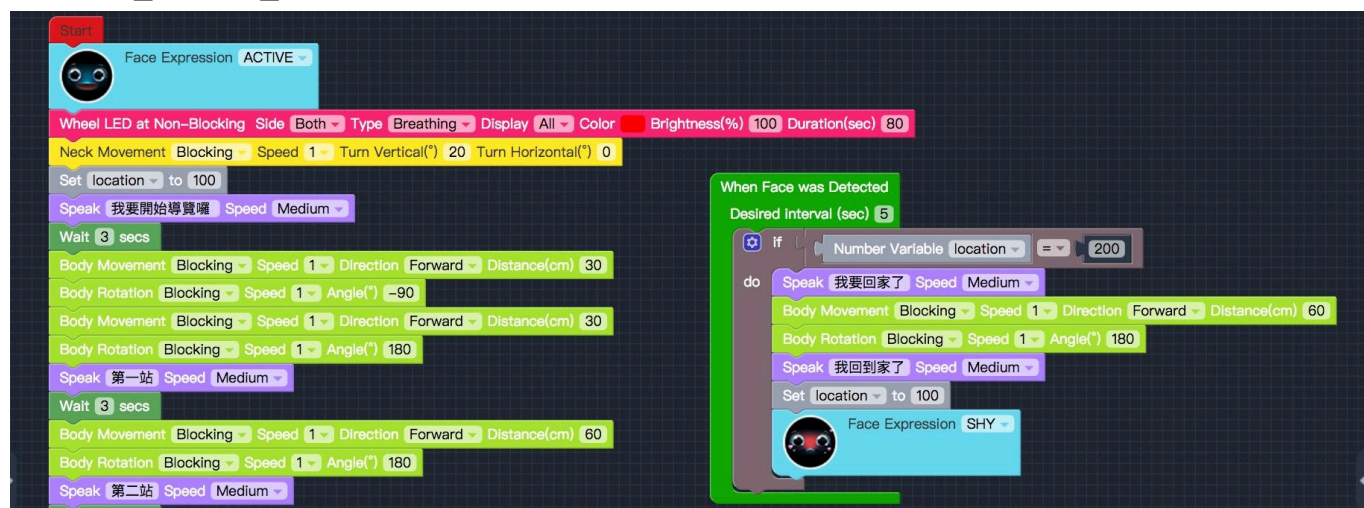 Start
Face Expression ACTIVE
Wheel LED at Non-Blocking Side Both Type Breathing Display All Color Brightness(%) 100 Duration(sec) 80
Neck Movement Blocking Speed 1 Turn Vertical(°) 20 Turn Horizontal(°) 0
Set location to 100
Speak 我要開始導覽囉 Speed Medium
Wait 3 secs
Body Movement Blocking Speed 1 Direction Forward Distance(cm) 30
Body Rotation Blocking Speed 1 Angle(°) -90
Body Movement Blocking Speed 1 Direction Forward Distance(cm) 30
Body Rotation Blocking Speed 1 Angle(°) 180
Speak 第一站 Speed Medium
Wait 3 secs
Body Movement Blocking Speed 1 Direction Forward Distance(cm) 60
Body Rotation Blocking Speed 1 Angle(°) 180
Speak 第二站 Speed Medium
When Face was Detected
Desired Interval (sec) 5
if Number Variable location = 200
do Speak 我要回家了 Speed Medium
Body Movement Blocking Speed 1 Direction Forward Distance(cm) 60
Body Rotation Blocking Speed 1 Angle(°) 180
Speak 我回到家了 Speed Medium
Set location to 100
Face Expression SHY